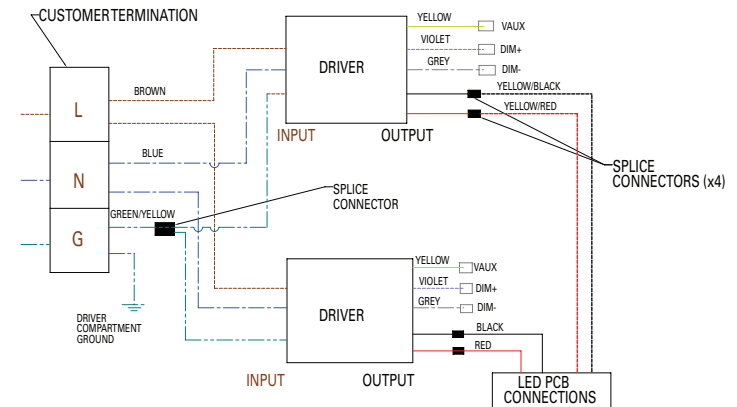 CUSTOMER TERMINATION
YELLOW
VAUX
VIOLET
DIM+
GREY
DIM-
DRIVER
YELLOW/BLACK
BROWN
YELLOW/RED
L
INPUT
OUTPUT
BLUE
SPLICE
CONNECTORS (x4)
N
SPLICE
CONNECTOR
GREEN/YELLOW
G
YELLOW
VAUX
VIOLET
DIM+
GREY
DIM-
DRIVER
COMPARTMENT
GROUND
DRIVER
BLACK
RED
INPUT
OUTPUT
LED PCB
CONNECTIONS